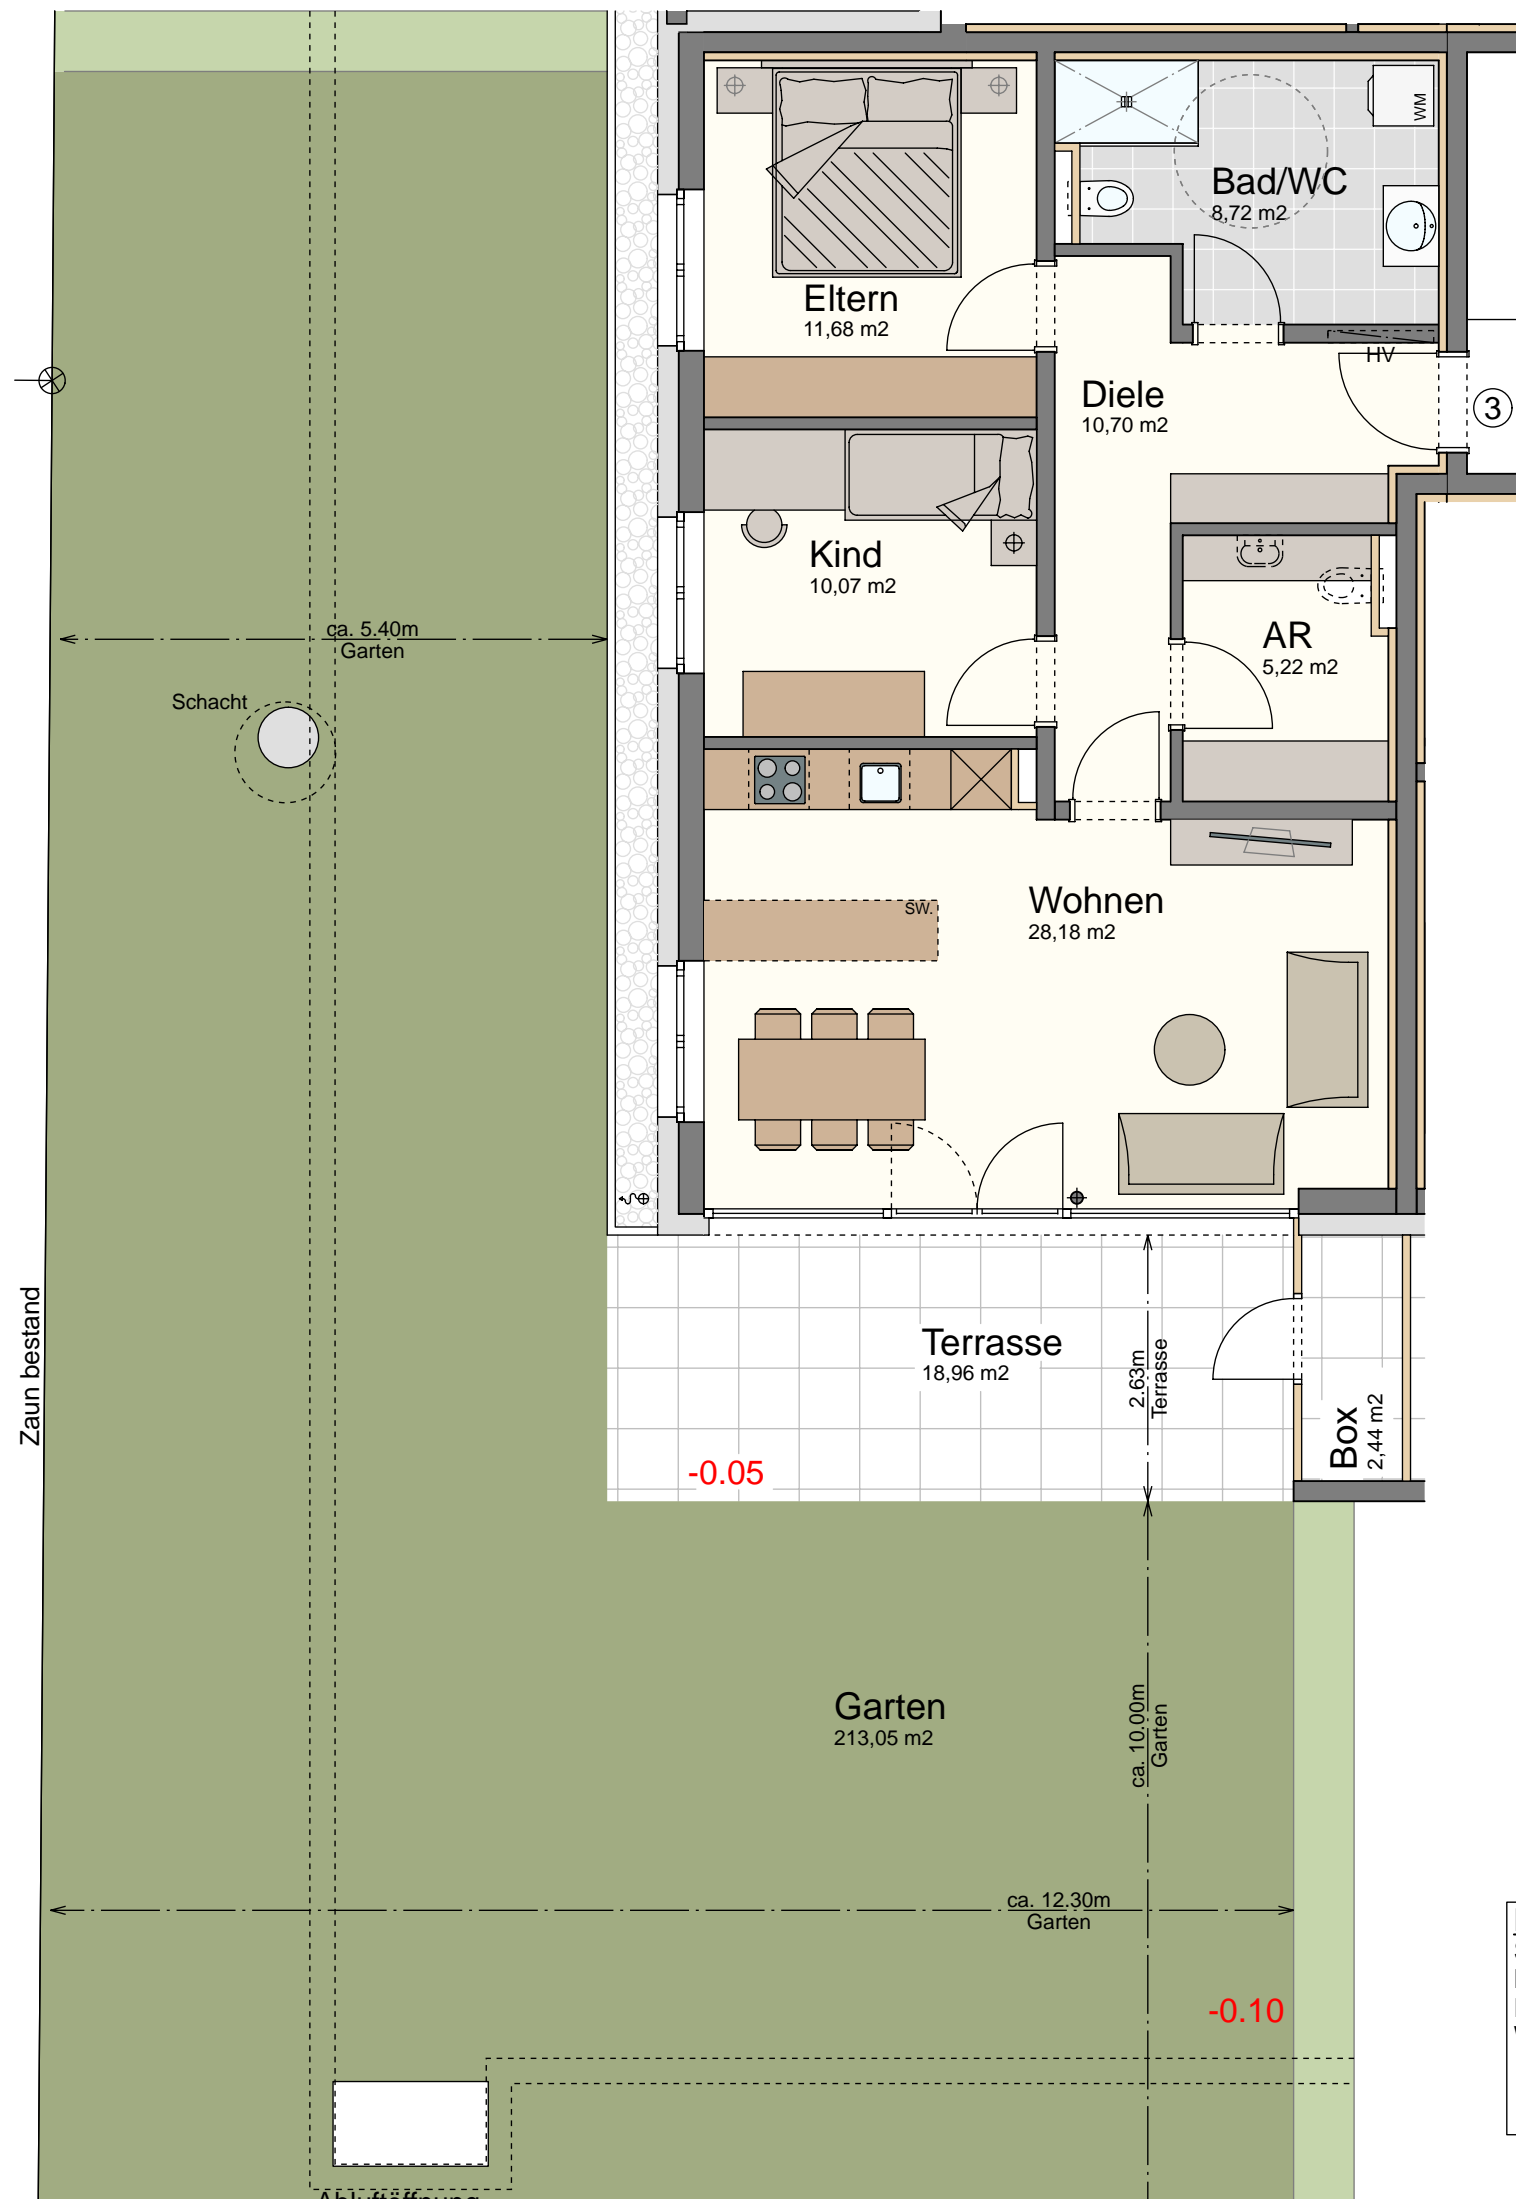 WM
Bad/WC
8,72 m2
Eltern
11,68 m2
HV
Diele
10,70 m2
3
Kind
10,07 m2
AR
5,22 m2
ca. 5.40m
Garten
Schacht
Wohnen
28,18 m2
SW.
Zaun bestand
Terrasse
18,96 m2
2.63m
Terrasse
Box
2,44 m2
-0.05
Garten
213,05 m2
ca. 10.00m
Garten
ca. 12.30m
Garten
-0.10
Abluftöffnung